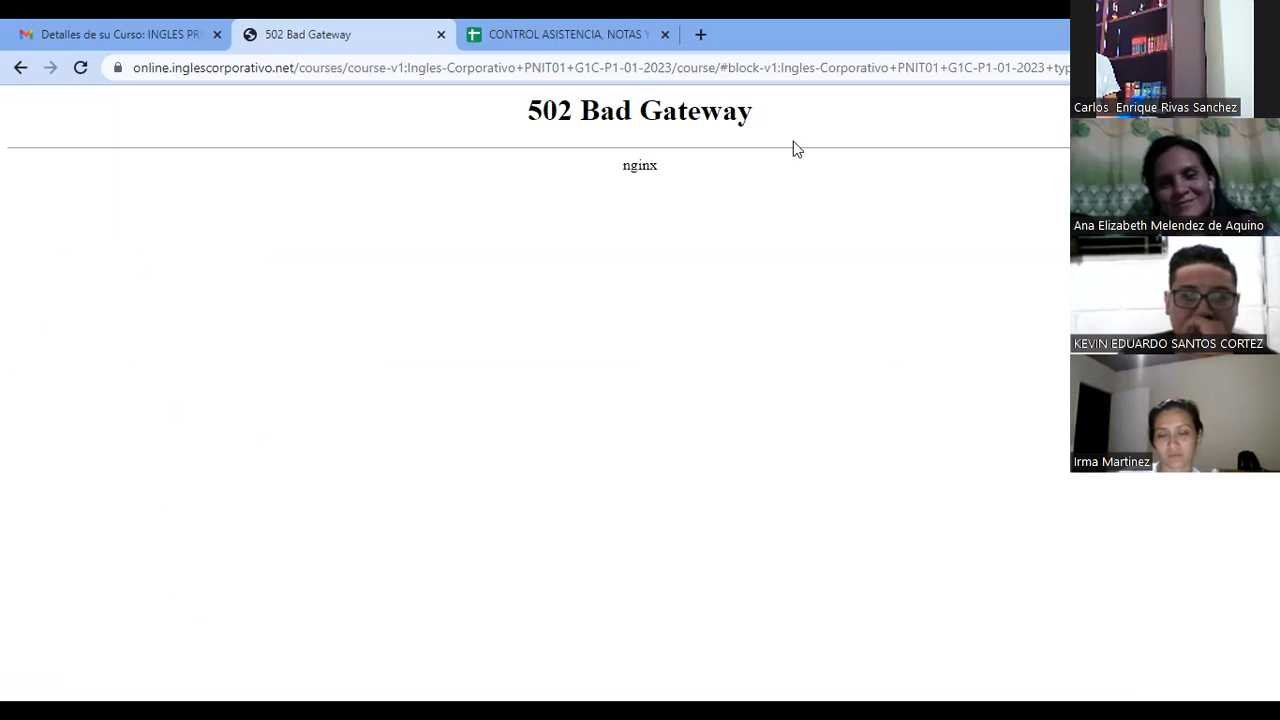 Detalles de su Curso: INGLES PR
502 Bad Gateway
CONTROL ASISTENCIA, NOTAS Y
online.inglescorporativo.net/courses/course-v1:Ingles-Corporativo+PNIT01+G1C-P1-01-2023/course/#block-v1:Ingles-Corporativo+PNIT01+G1C-P1-01-2023+typ
502 Bad Gateway
nginx
Carlos Enrique Rivas Sanchez
Ana Elizabeth Melendez de Aquino
KEVIN EDUARDO SANTOS CORTEZ
Irma Martinez